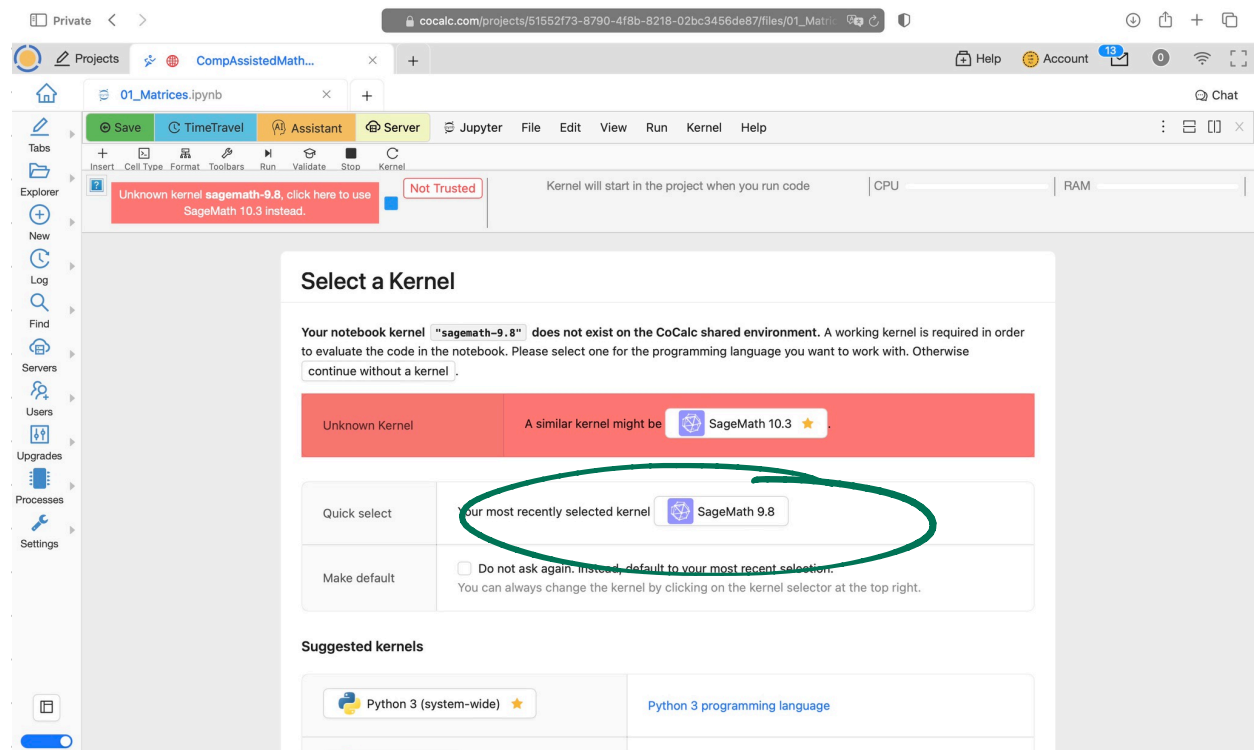 Private
cocalc.com/projects/51552f73-8790-4f8b-8218-02bc3456de87/files/01_Matric
Projects
CompAssistedMath...
Help
Account
13
0
01_Matrices.ipynb
Chat
Save
TimeTravel
AI Assistant
Server
Jupyter
File
Edit
View
Run
Kernel
Help
Insert
Cell Type
Format
Toolbars
Run
Validate
Stop
Kernel
Unknown kernel sagemath-9.8, click here to use
SageMath 10.3 instead.
Not Trusted
Kernel will start in the project when you run code
CPU
RAM
Tabs
Explorer
New
Log
Find
Servers
Users
Upgrades
Processes
Settings
Select a Kernel
Your notebook kernel "sagemath-9.8" does not exist on the CoCalc shared environment. A working kernel is required in order
to evaluate the code in the notebook. Please select one for the programming language you want to work with. Otherwise
continue without a kernel .
Unknown Kernel
A similar kernel might be SageMath 10.3 .
Quick select
Your most recently selected kernel SageMath 9.8
Make default
Do not ask again. Instead, default to your most recent selection.
You can always change the kernel by clicking on the kernel selector at the top right.
Suggested kernels
Python 3 (system-wide)
Python 3 programming language